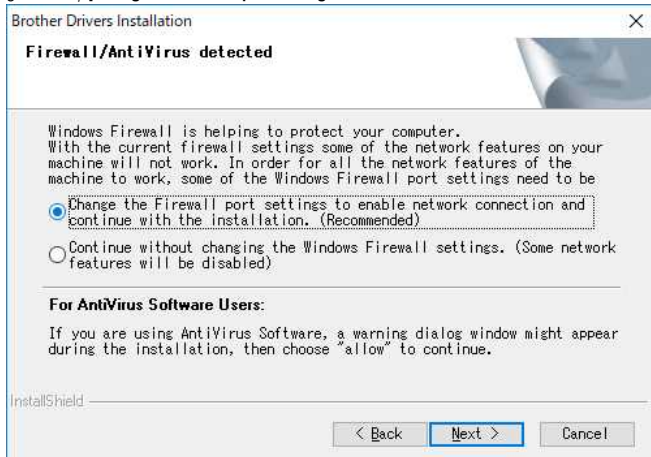 Brother Drivers Installation
Firewall/AntiVirus detected
Windows Firewall is helping to protect your computer.
With the current firewall settings some of the network features on your
machine will not work. In order for all the network features of the
machine to work, some of the Windows Firewall port settings need to be
Change the Firewall port settings to enable network connection and
continue with the installation. (Recommended)
Continue without changing the Windows Firewall settings. (Some network
features will be disabled)
For AntiVirus Software Users:
If you are using AntiVirus Software, a warning dialog window might appear
during the installation, then choose "allow" to continue.
InstallShield
< Back Next > Cancel